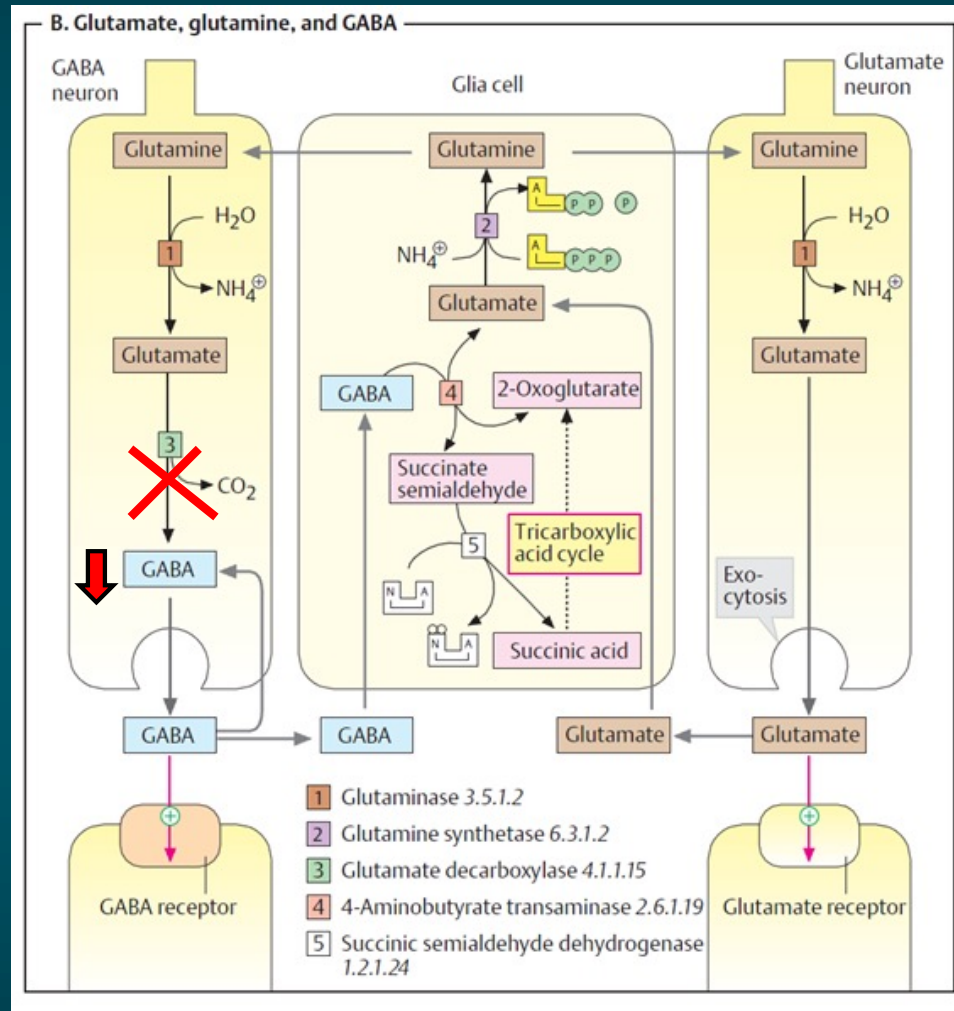 B. Glutamate, glutamine, and GABA
GABA
neuron
Glia cell
Glutamate
neuron
Glutamine
Glutamine
Glutamine
A
P P
P
H₂O
2
H₂O
1
NH₄⊕
A
P P P
1
NH₄⊕
NH₄⊕
Glutamate
Glutamate
Glutamate
GABA
4
2-Oxoglutarate
3
CO₂
Succinate
semialdehyde
Tricarboxylic
acid cycle
5
GABA
N A
N A
Succinic acid
Exo-
cytosis
GABA
GABA
Glutamate
Glutamate
+
+
1 Glutaminase 3.5.1.2
2 Glutamine synthetase 6.3.1.2
3 Glutamate decarboxylase 4.1.1.15
4 4-Aminobutyrate transaminase 2.6.1.19
5 Succinic semialdehyde dehydrogenase
1.2.1.24
GABA receptor
Glutamate receptor